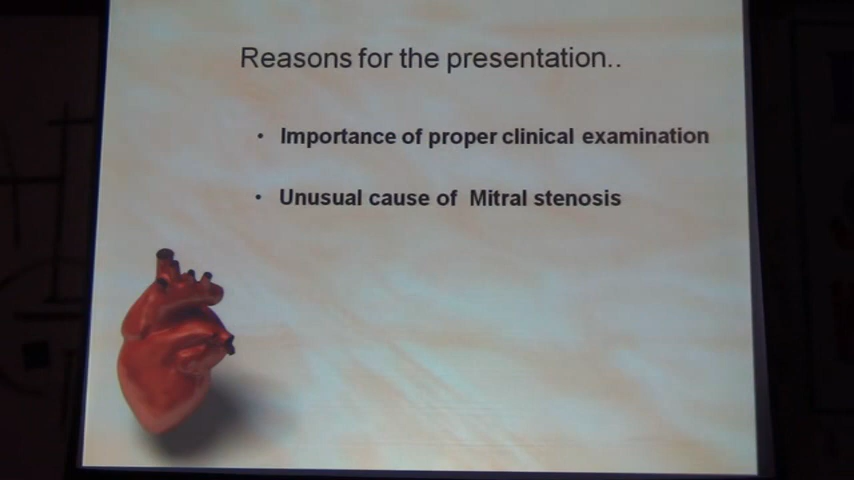 Reasons for the presentation..
• Importance of proper clinical examination
• Unusual cause of Mitral stenosis